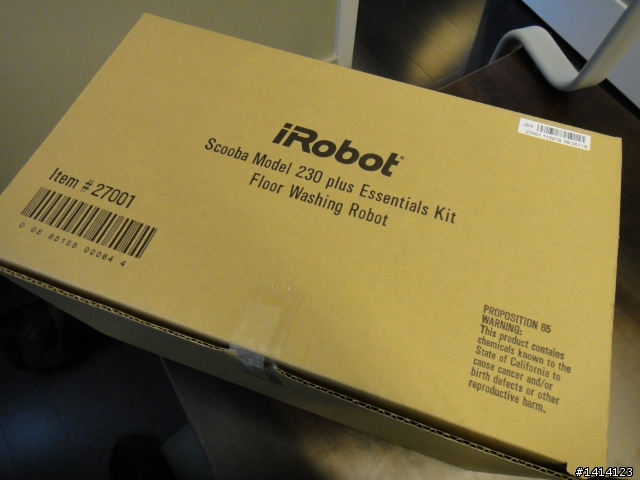 iRobot
Scooba Model 230 plus Essentials Kit
Floor Washing Robot
Item #27001
0 06 65155 00064 4
PROPOSITION 65
WARNING:
This product contains
chemicals known to the
State of California to
cause cancer and/or
birth defects or other
reproductive harm.
#1414123